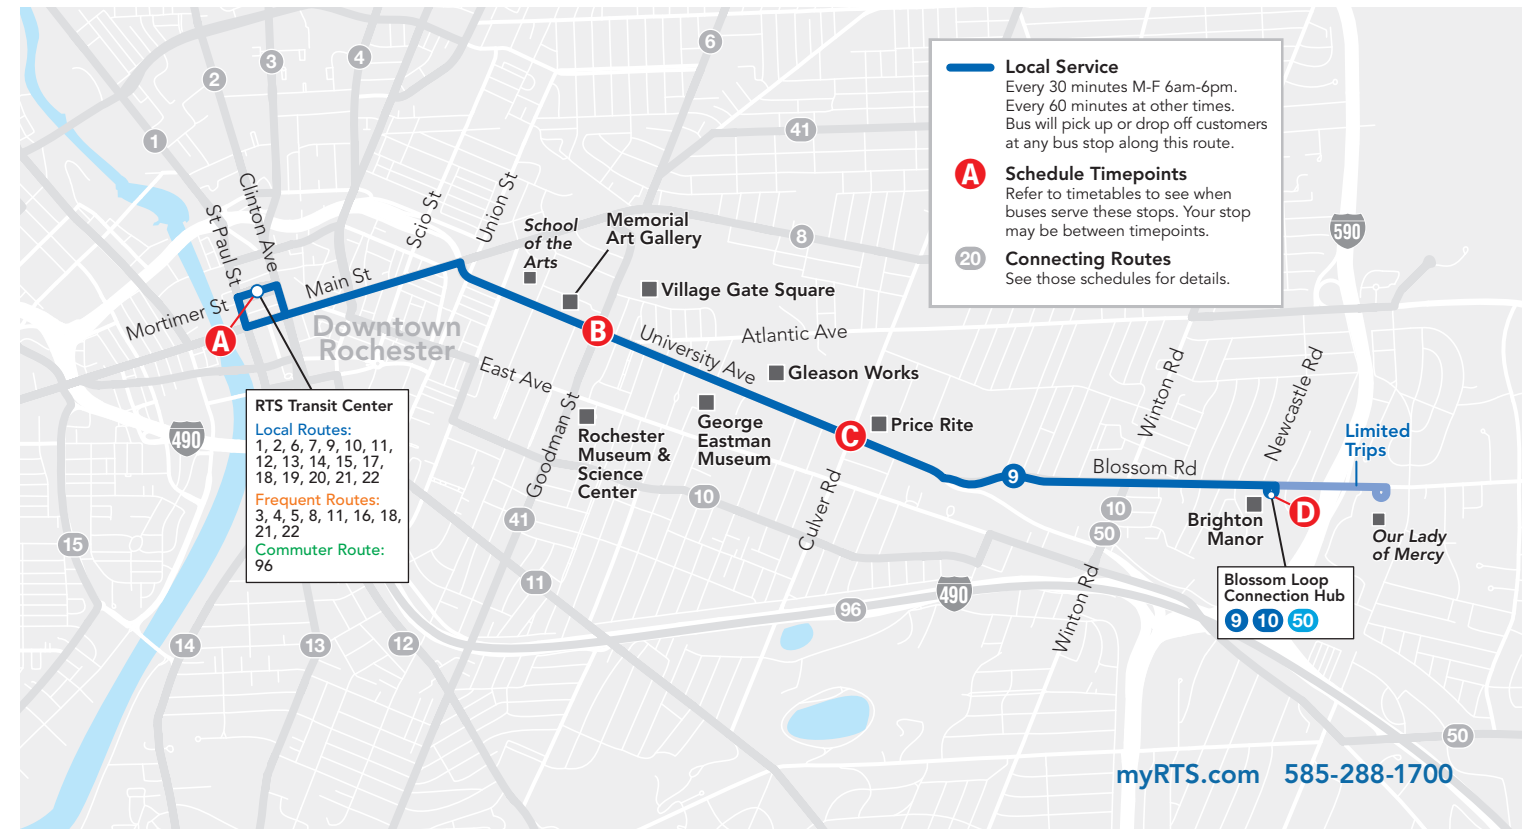 Local Service
Every 30 minutes M-F 6am-6pm.
Every 60 minutes at other times.
Bus will pick up or drop off customers
at any bus stop along this route.
A
Schedule Timepoints
Refer to timetables to see when
buses serve these stops. Your stop
may be between timepoints.
20
Connecting Routes
See those schedules for details.
6
4
3
2
1
41
8
590
Clinton Ave
St Paul St
Scio St
Union St
School
of the
Arts
Memorial
Art Gallery
Village Gate Square
Main St
Mortimer St
A
Downtown
Rochester
B
University Ave
Atlantic Ave
East Ave
Gleason Works
Goodman St
Rochester
Museum &
Science
Center
George
Eastman
Museum
C
Price Rite
Winton Rd
Newcastle Rd
Limited
Trips
490
RTS Transit Center
Local Routes:
1, 2, 6, 7, 9, 10, 11,
12, 13, 14, 15, 17,
18, 19, 20, 21, 22
Frequent Routes:
3, 4, 5, 8, 11, 16, 18,
21, 22
Commuter Route:
96
9
Blossom Rd
10
Culver Rd
41
10
50
Brighton
Manor
D
Our Lady
of Mercy
15
11
Winton Rd
490
96
Blossom Loop
Connection Hub
9 10 50
14
13
12
50
myRTS.com 585-288-1700